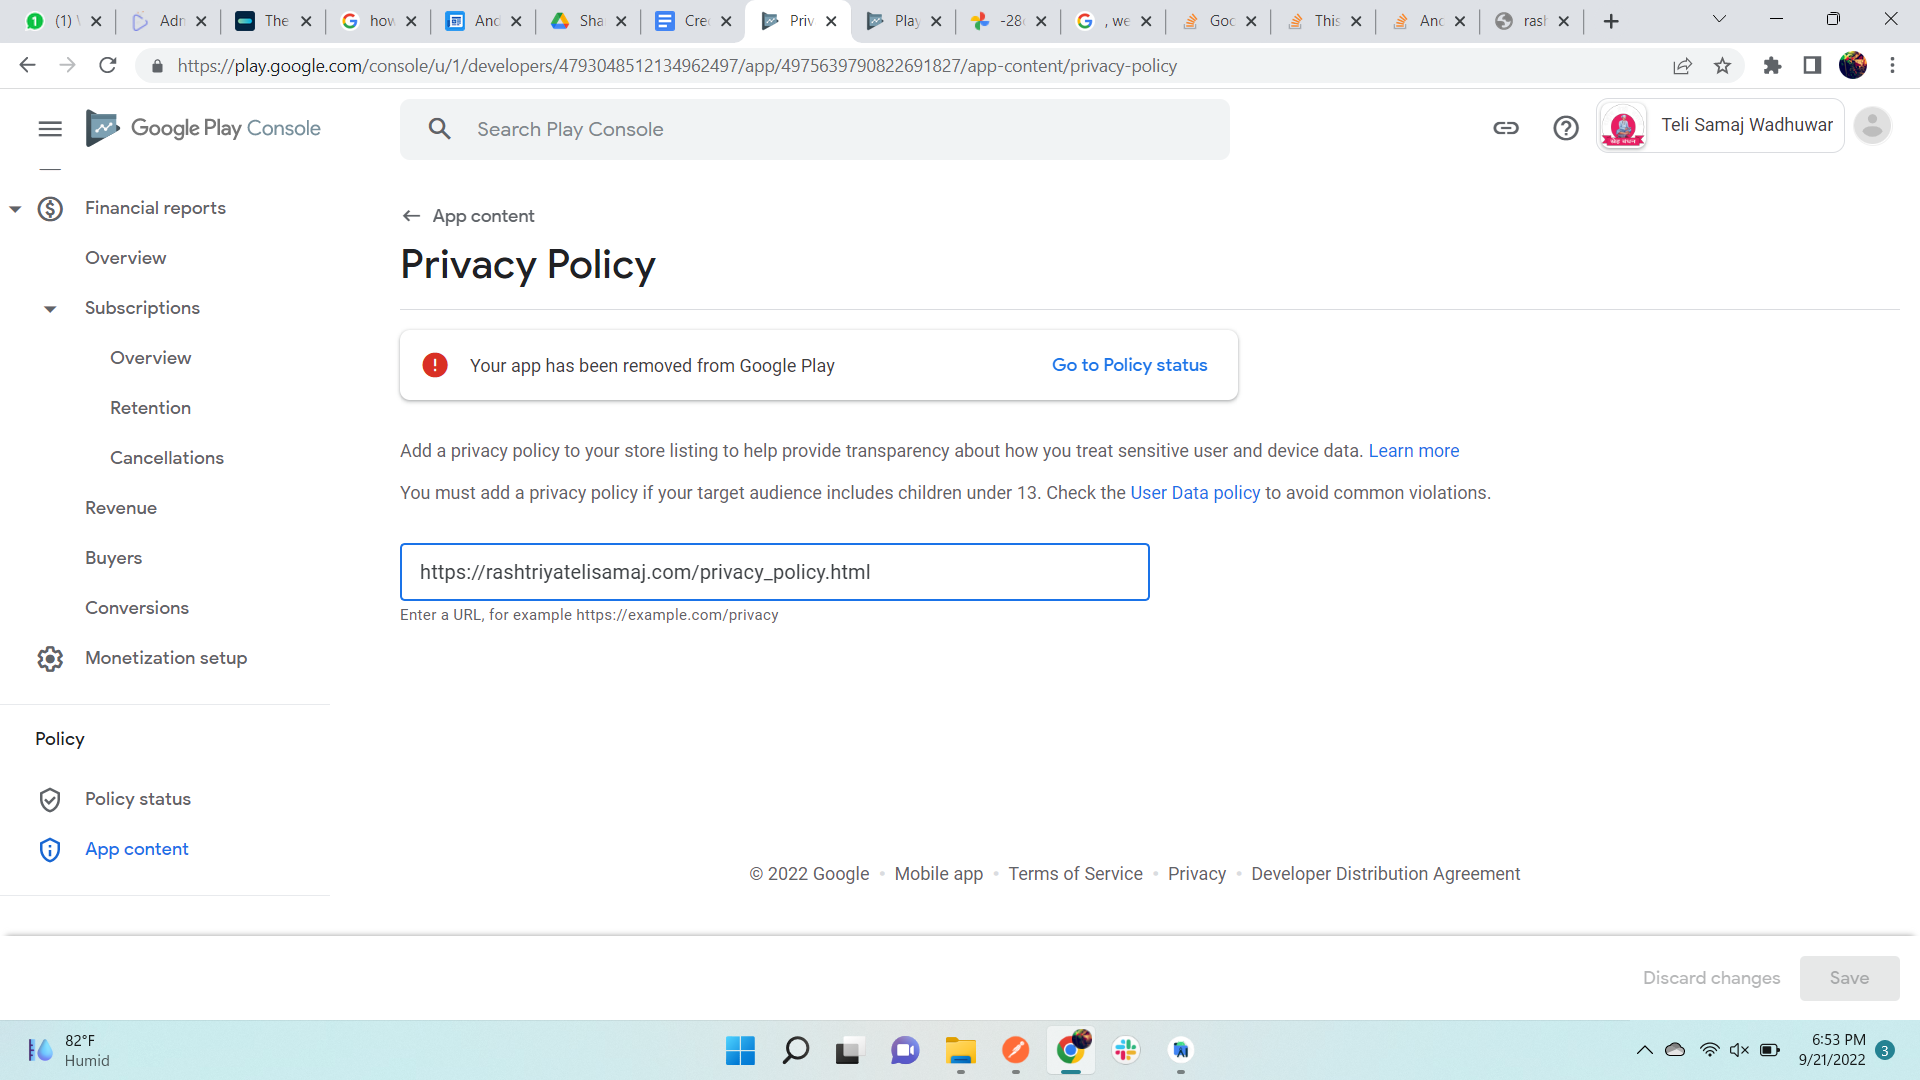 (1) W
Adm
The
how
And
Sha
Cred
Priv
Play
-28
, we
Goo
This
And
rash
https://play.google.com/console/u/1/developers/4793048512134962497/app/4975639790822691827/app-content/privacy-policy
Google Play Console
Search Play Console
Teli Samaj Wadhuwar
Financial reports
Overview
Subscriptions
Overview
Retention
Cancellations
Revenue
Buyers
Conversions
Monetization setup
Policy
Policy status
App content
App content
Privacy Policy
Your app has been removed from Google Play
Go to Policy status
Add a privacy policy to your store listing to help provide transparency about how you treat sensitive user and device data. Learn more
You must add a privacy policy if your target audience includes children under 13. Check the User Data policy to avoid common violations.
https://rashtriyatelisamaj.com/privacy_policy.html
Enter a URL, for example https://example.com/privacy
© 2022 Google • Mobile app • Terms of Service • Privacy • Developer Distribution Agreement
Discard changes
Save
82°F
Humid
6:53 PM
9/21/2022
3